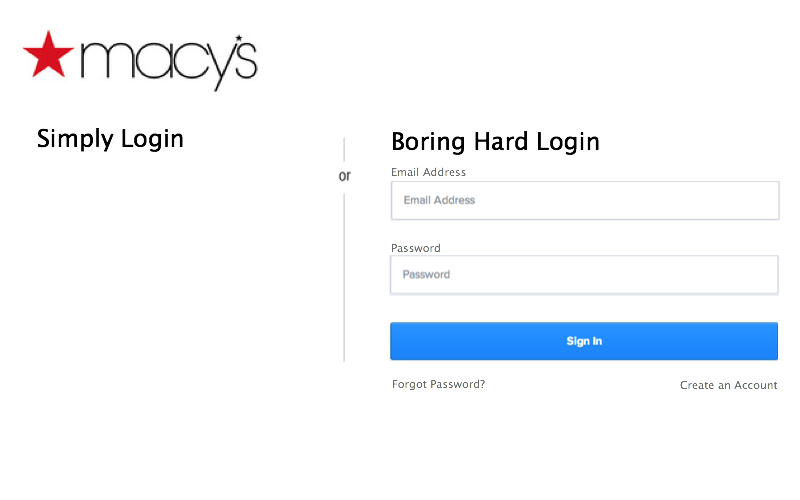 macy's
Simply Login
or
Boring Hard Login
Email Address
Email Address
Password
Password
Sign In
Forgot Password?
Create an Account